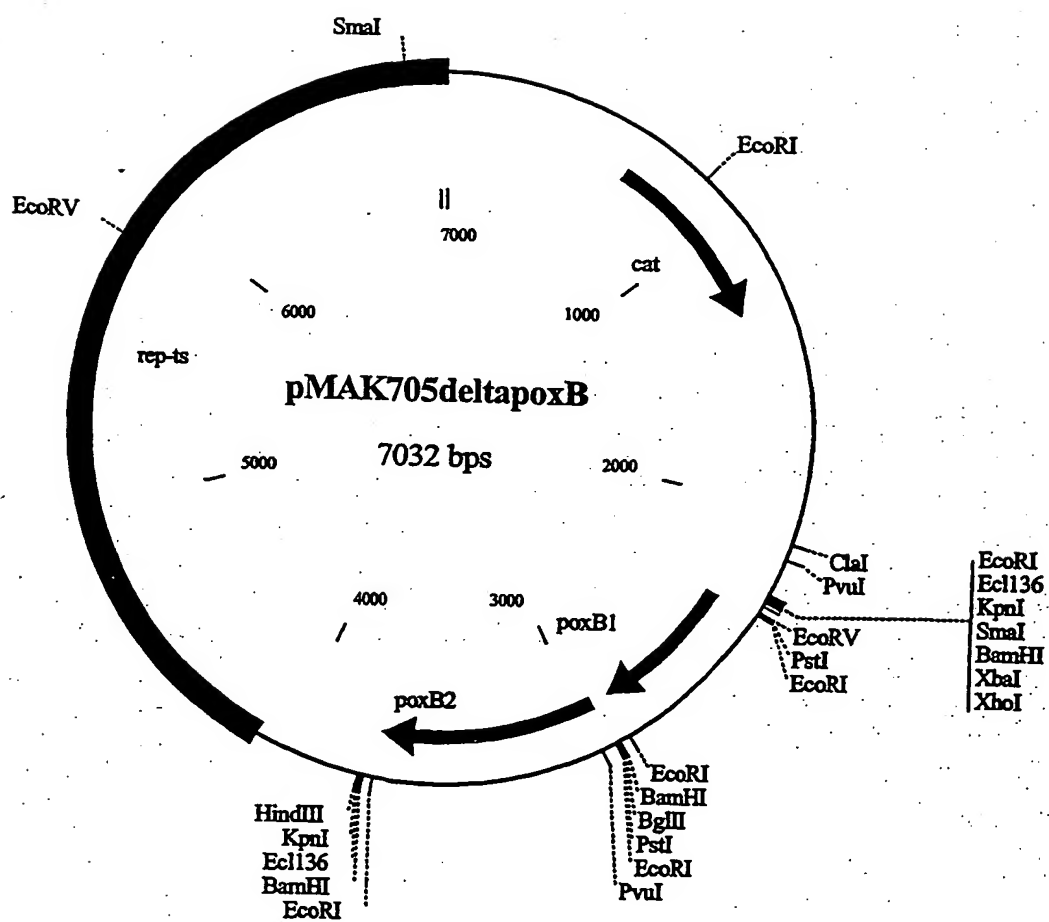 SmaI
EcoRI
EcoRV
7000
cat
6000
1000
rep-ts
pMAK705deltapoxB
7032 bps
5000
2000
ClaI
PvuI
EcoRI
Ecl136
KpnI
SmaI
BamHI
XbaI
XhoI
4000
3000
poxB1
EcoRV
PstI
EcoRI
poxB2
EcoRI
BamHI
BglII
PstI
EcoRI
PvuI
HindIII
KpnI
Ecl136
BamHI
EcoRI